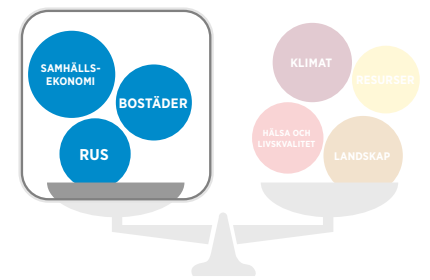 SAMHÄLLS-
EKONOMI
BOSTÄDER
RUS
KLIMAT
RESURSER
HÄLSA OCH
LIVSKVALITET
LANDSKAP